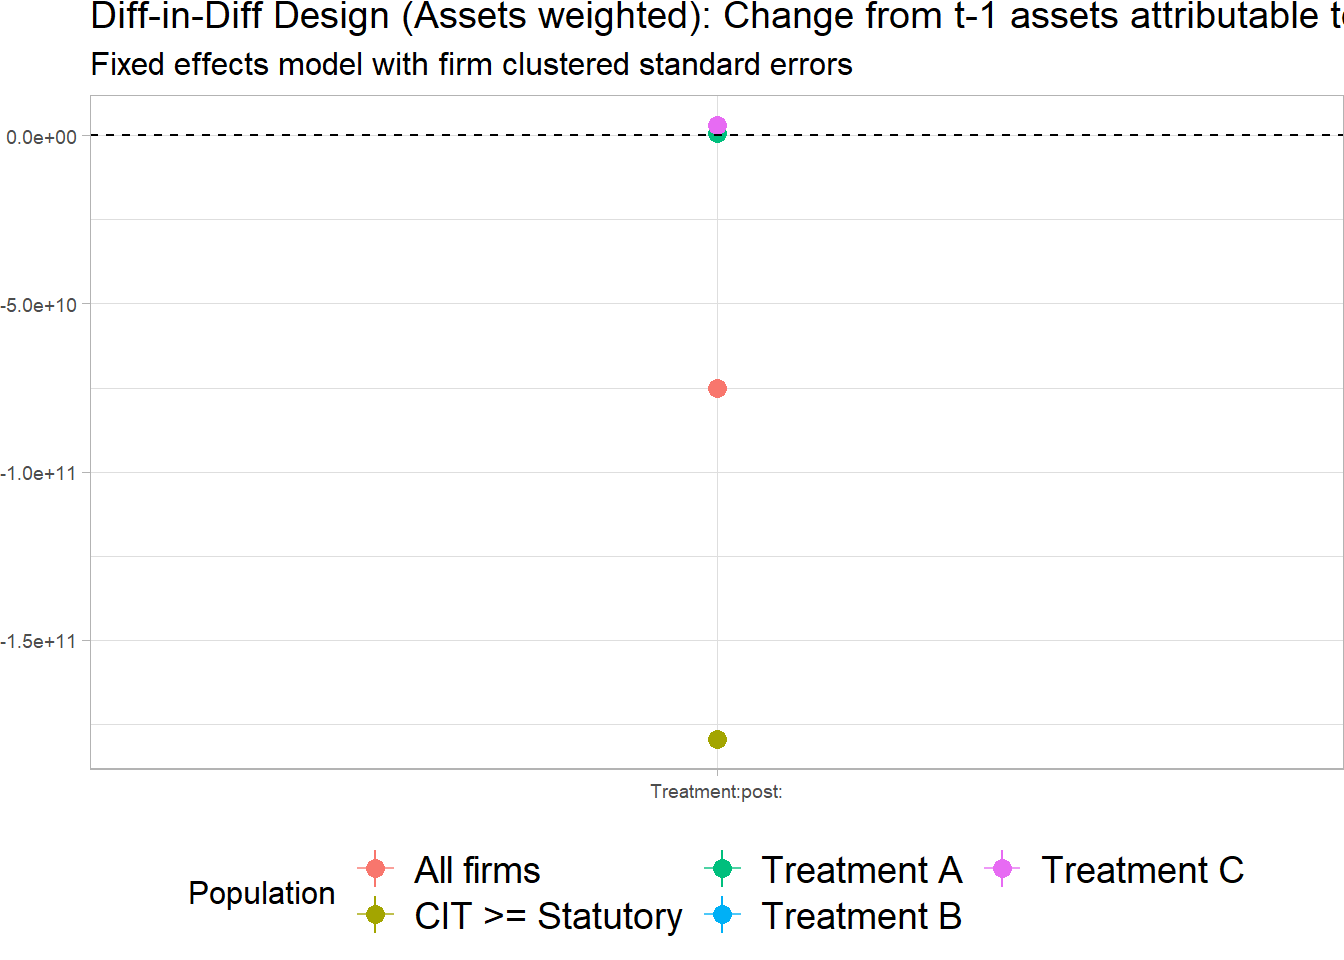 Diff-in-Diff Design (Assets weighted): Change from t-1 assets attributable t
Fixed effects model with firm clustered standard errors
0.0e+00
-5.0e+10
-1.0e+11
-1.5e+11
Treatment:post:
Population
All firms
Treatment A
Treatment C
CIT >= Statutory
Treatment B